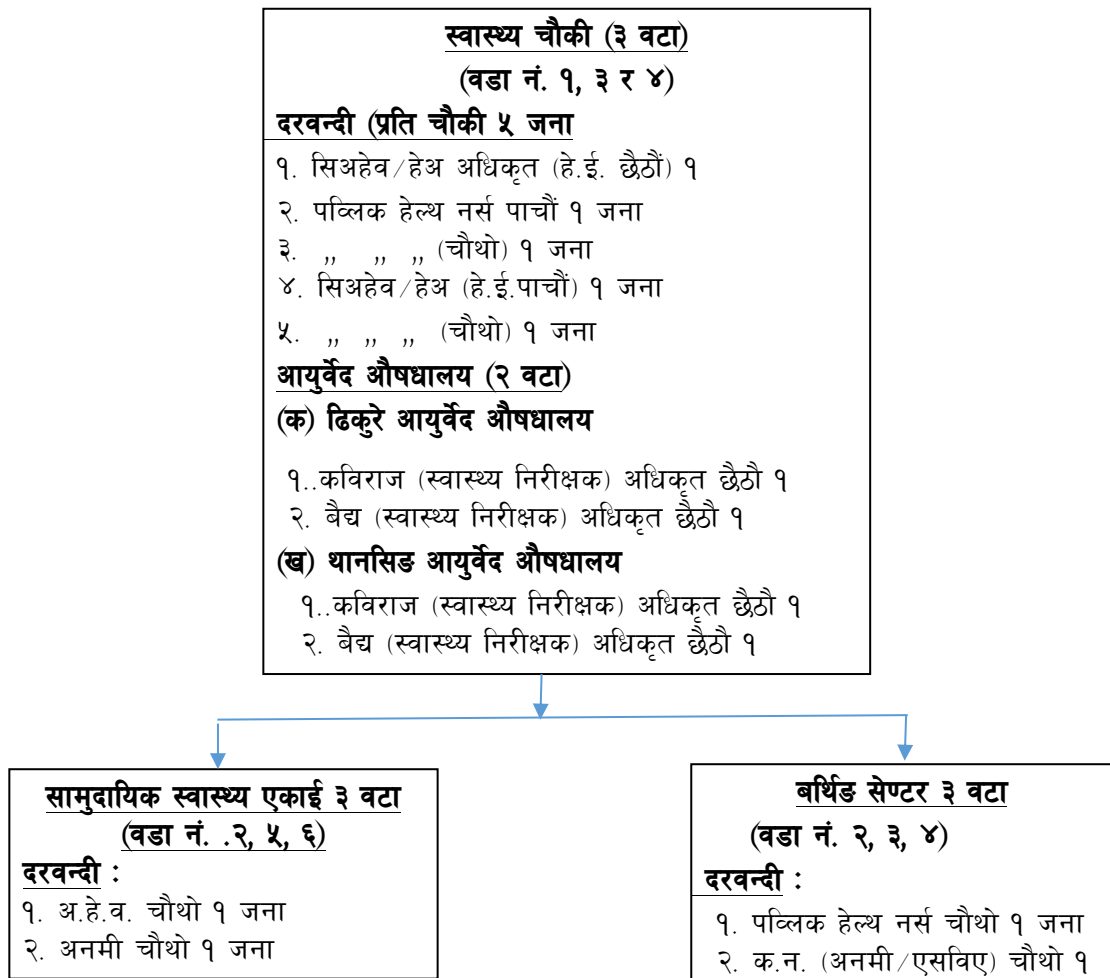 स्वास्थ्य चौकी (३ वटा)
(वडा नं. १, ३ र ४)
दरवन्दी (प्रति चौकी ५ जना
१. सिअहेव/हेअ अधिकृत (हे.ई. छैठौं) १
२. पव्लिक हेल्थ नर्स पाचौं १ जना
३. ,, ,, ,, (चौथो) १ जना
४. सिअहेव/हेअ (हे.ई.पाचौं) १ जना
५. ,, ,, ,, (चौथो) १ जना
आयुर्वेद औषधालय (२ वटा)
(क) ढिकुरे आयुर्वेद औषधालय
१..कविराज (स्वास्थ्य निरीक्षक) अधिकृत छैठौ १
२. बैद्य (स्वास्थ्य निरीक्षक) अधिकृत छैठौ १
(ख) थानसिङ आयुर्वेद औषधालय
१..कविराज (स्वास्थ्य निरीक्षक) अधिकृत छैठौ १
२. बैद्य (स्वास्थ्य निरीक्षक) अधिकृत छैठौ १
सामुदायिक स्वास्थ्य एकाई ३ वटा
(वडा नं. .२, ५, ६)
दरवन्दी :
१. अ.हे.व. चौथो १ जना
२. अनमी चौथो १ जना
बर्थिङ सेण्टर ३ वटा
(वडा नं. २, ३, ४)
दरवन्दी :
१. पव्लिक हेल्थ नर्स चौथो १ जना
२. क.न. (अनमी/एसविए) चौथो १